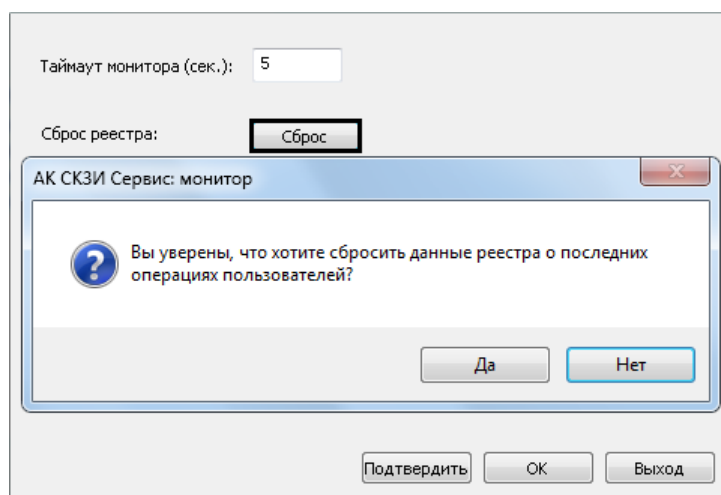 Таймаут монитора (сек.): 5
Сброс реестра: Сброс
АК СКЗИ Сервис: монитор
Вы уверены, что хотите сбросить данные реестра о последних
операциях пользователей?
Да Нет
Подтвердить ОК Выход